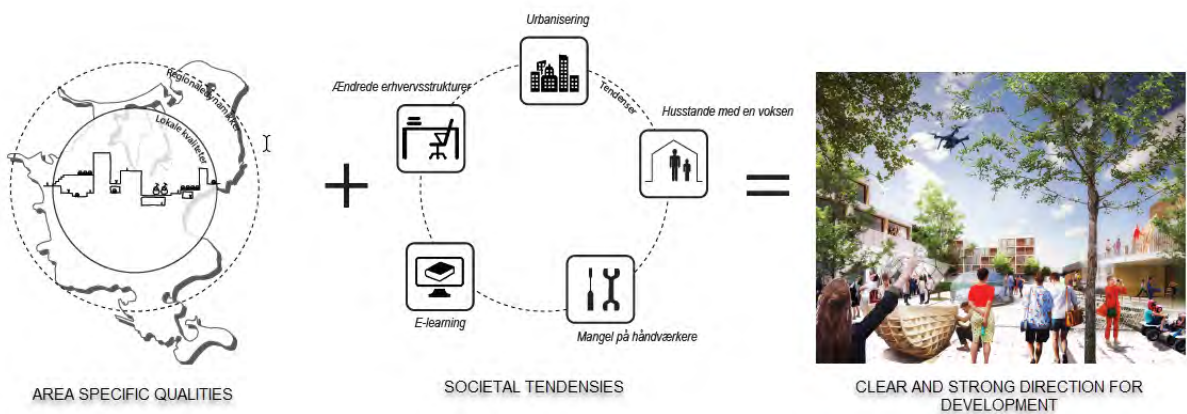 Regionale dynamikker
Lokale kvaliteter
AREA SPECIFIC QUALITIES
Urbanisering
Ændrede erhvervsstrukturer
Tendenser
Husstande med en voksen
E-learning
Mangel på håndværkere
SOCIETAL TENDENSIES
CLEAR AND STRONG DIRECTION FOR
DEVELOPMENT